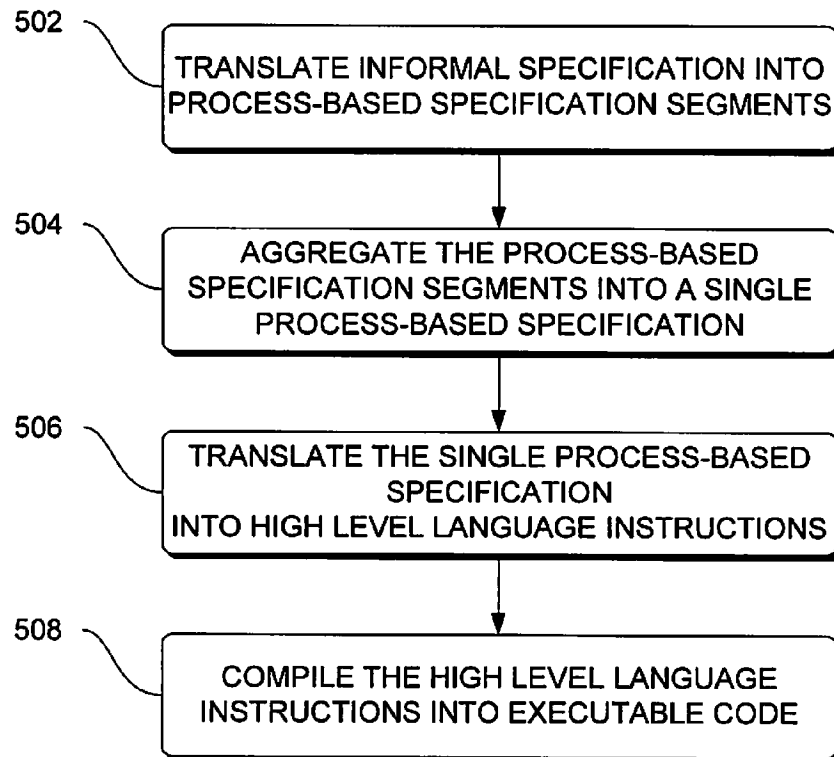 502
TRANSLATE INFORMAL SPECIFICATION INTO
PROCESS-BASED SPECIFICATION SEGMENTS
504
AGGREGATE THE PROCESS-BASED
SPECIFICATION SEGMENTS INTO A SINGLE
PROCESS-BASED SPECIFICATION
506
TRANSLATE THE SINGLE PROCESS-BASED
SPECIFICATION
INTO HIGH LEVEL LANGUAGE INSTRUCTIONS
508
COMPILE THE HIGH LEVEL LANGUAGE
INSTRUCTIONS INTO EXECUTABLE CODE